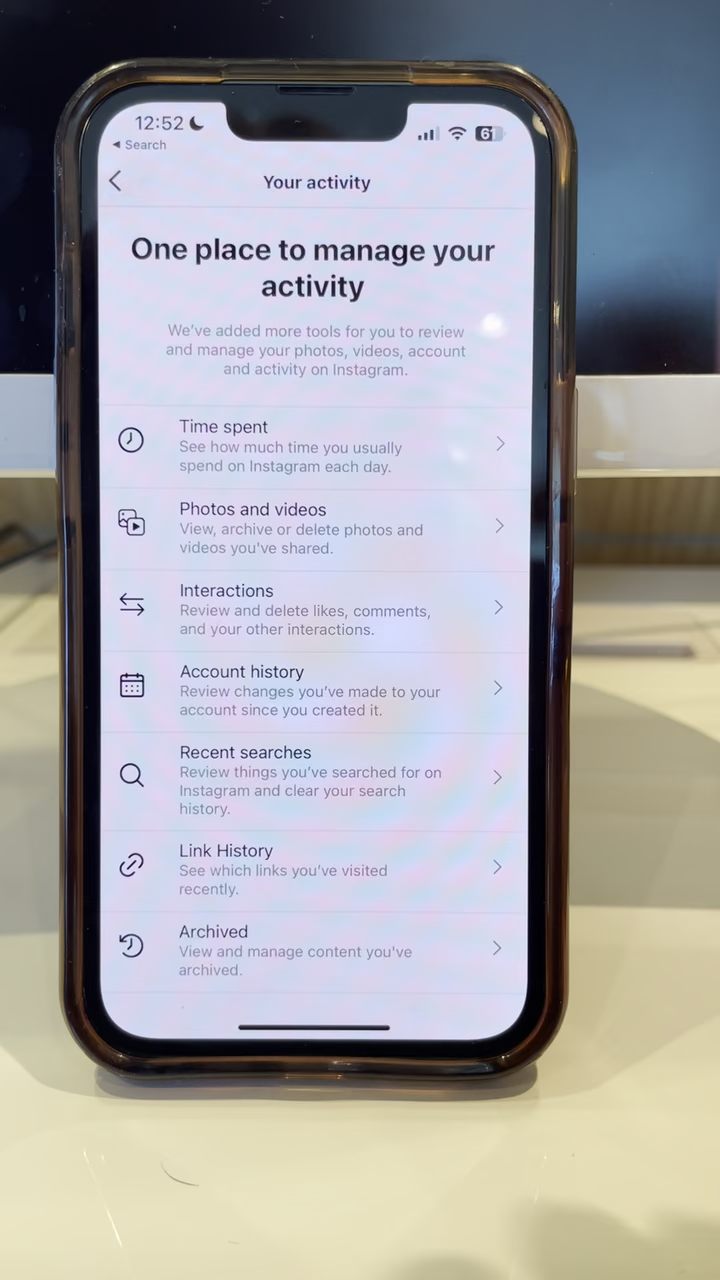 12:52
61
◀ Search
Your activity
One place to manage your
activity
We've added more tools for you to review
and manage your photos, videos, account
and activity on Instagram.
Time spent
See how much time you usually
spend on Instagram each day.
Photos and videos
View, archive or delete photos and
videos you've shared.
Interactions
Review and delete likes, comments,
and your other interactions.
Account history
Review changes you've made to your
account since you created it.
Recent searches
Review things you've searched for on
Instagram and clear your search
history.
Link History
See which links you've visited
recently.
Archived
View and manage content you've
archived.